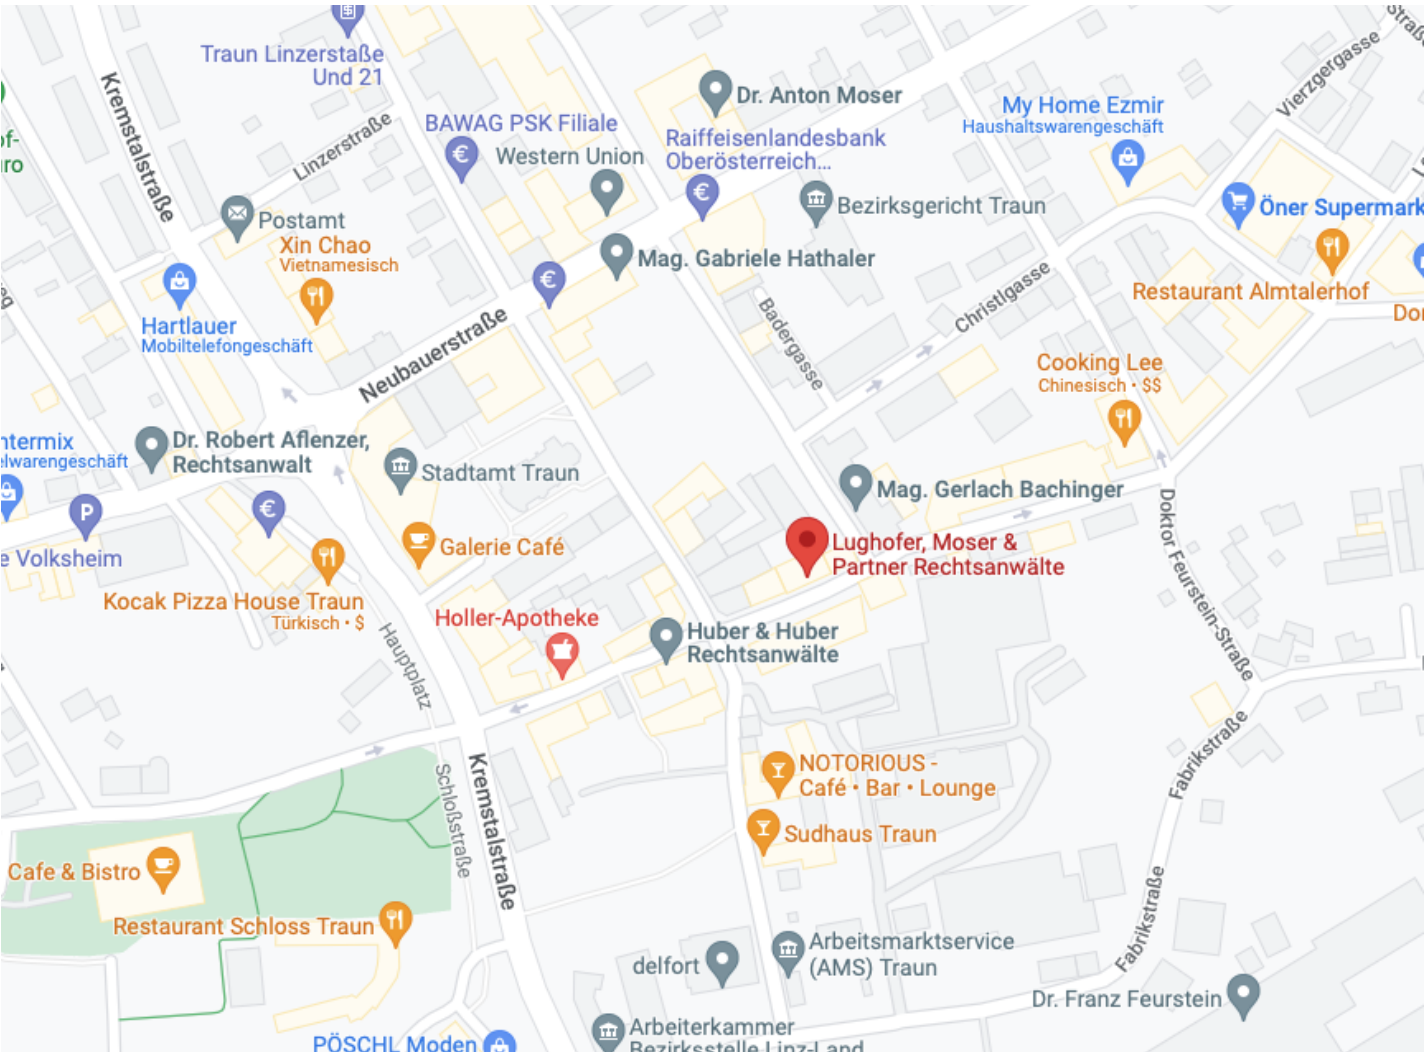 Traun Linzerstaße
Und 21
Kremstalstraße
Linzerstraße
BAWAG PSK Filiale
Western Union
Dr. Anton Moser
Raiffeisenlandesbank
Oberösterreich...
My Home Ezmir
Haushaltswarengeschäft
Vierzgergasse
Postamt
Xin Chao
Vietnamesisch
Bezirksgericht Traun
Öner Supermark
Mag. Gabriele Hathaler
Hartlauer
Mobiltelefongeschäft
Neubauerstraße
Badergasse
Christlgasse
Restaurant Almtalerhof
Cooking Lee
Chinesisch • $$
ntermix
elwarengeschäft
Dr. Robert Aflenzer,
Rechtsanwalt
Stadtamt Traun
Mag. Gerlach Bachinger
P
e Volksheim
Galerie Café
Lughofer, Moser &
Partner Rechtsanwälte
Kocak Pizza House Traun
Türkisch • $
Holler-Apotheke
Huber & Huber
Rechtsanwälte
Hauptplatz
Doktor Feurstein-Straße
Fabrikstraße
Schloßstraße
Kremstalstraße
NOTORIOUS -
Café • Bar • Lounge
Sudhaus Traun
Cafe & Bistro
Restaurant Schloss Traun
Fabrikstraße
delfort
Arbeitsmarktservice
(AMS) Traun
Dr. Franz Feurstein
PÖSCHL Moden
Arbeiterkammer
Bezirksstelle Linz-Land